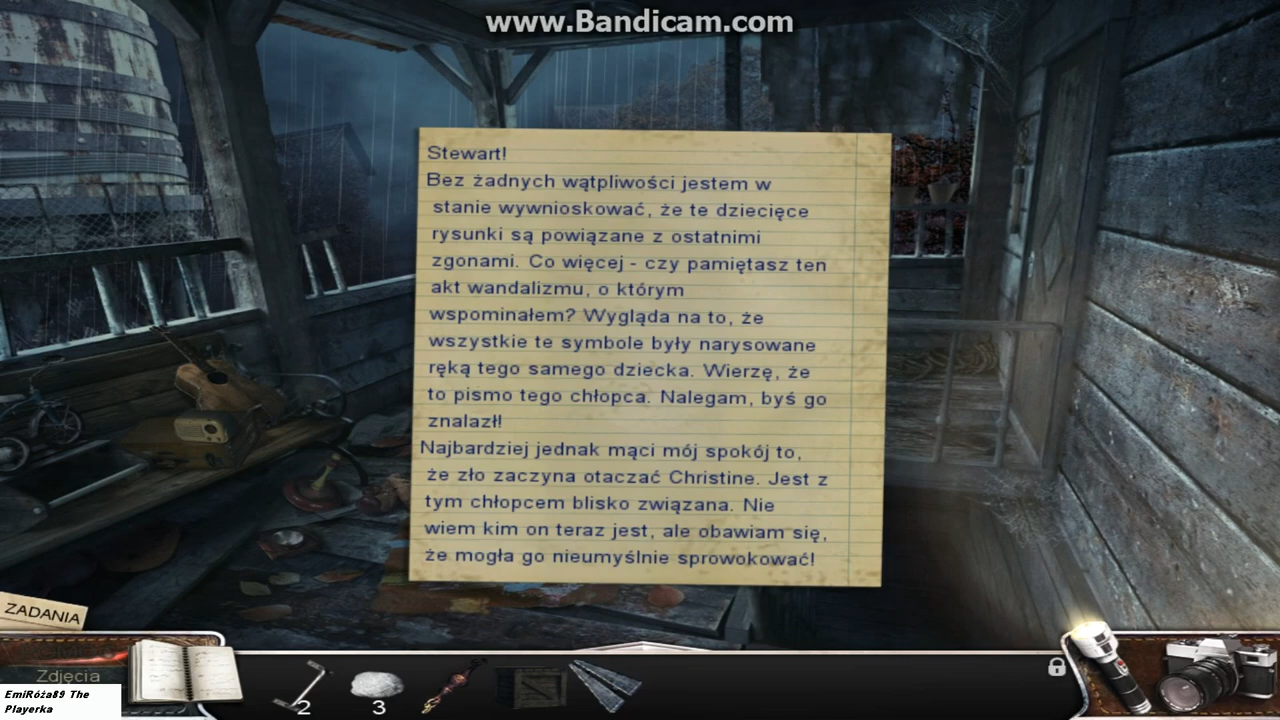 www.Bandicam.com
Stewart!
Bez żadnych wątpliwości jestem w
stanie wywnioskować, że te dziecięce
rysunki są powiązane z ostatnimi
zgonami. Co więcej - czy pamiętasz ten
akt wandalizmu, o którym
wspominałem? Wygląda na to, że
wszystkie te symbole były narysowane
ręką tego samego dziecka. Wierzę, że
to pismo tego chłopca. Nalegam, byś go
znalazł!
Najbardziej jednak mąci mój spokój to,
że zło zaczyna otaczać Christine. Jest z
tym chłopcem blisko związana. Nie
wiem kim on teraz jest, ale obawiam się,
że mogła go nieumyślnie sprowokować!
ZADANIA
Zdjęcia
EmiRóża89 The
Playerka
2
3